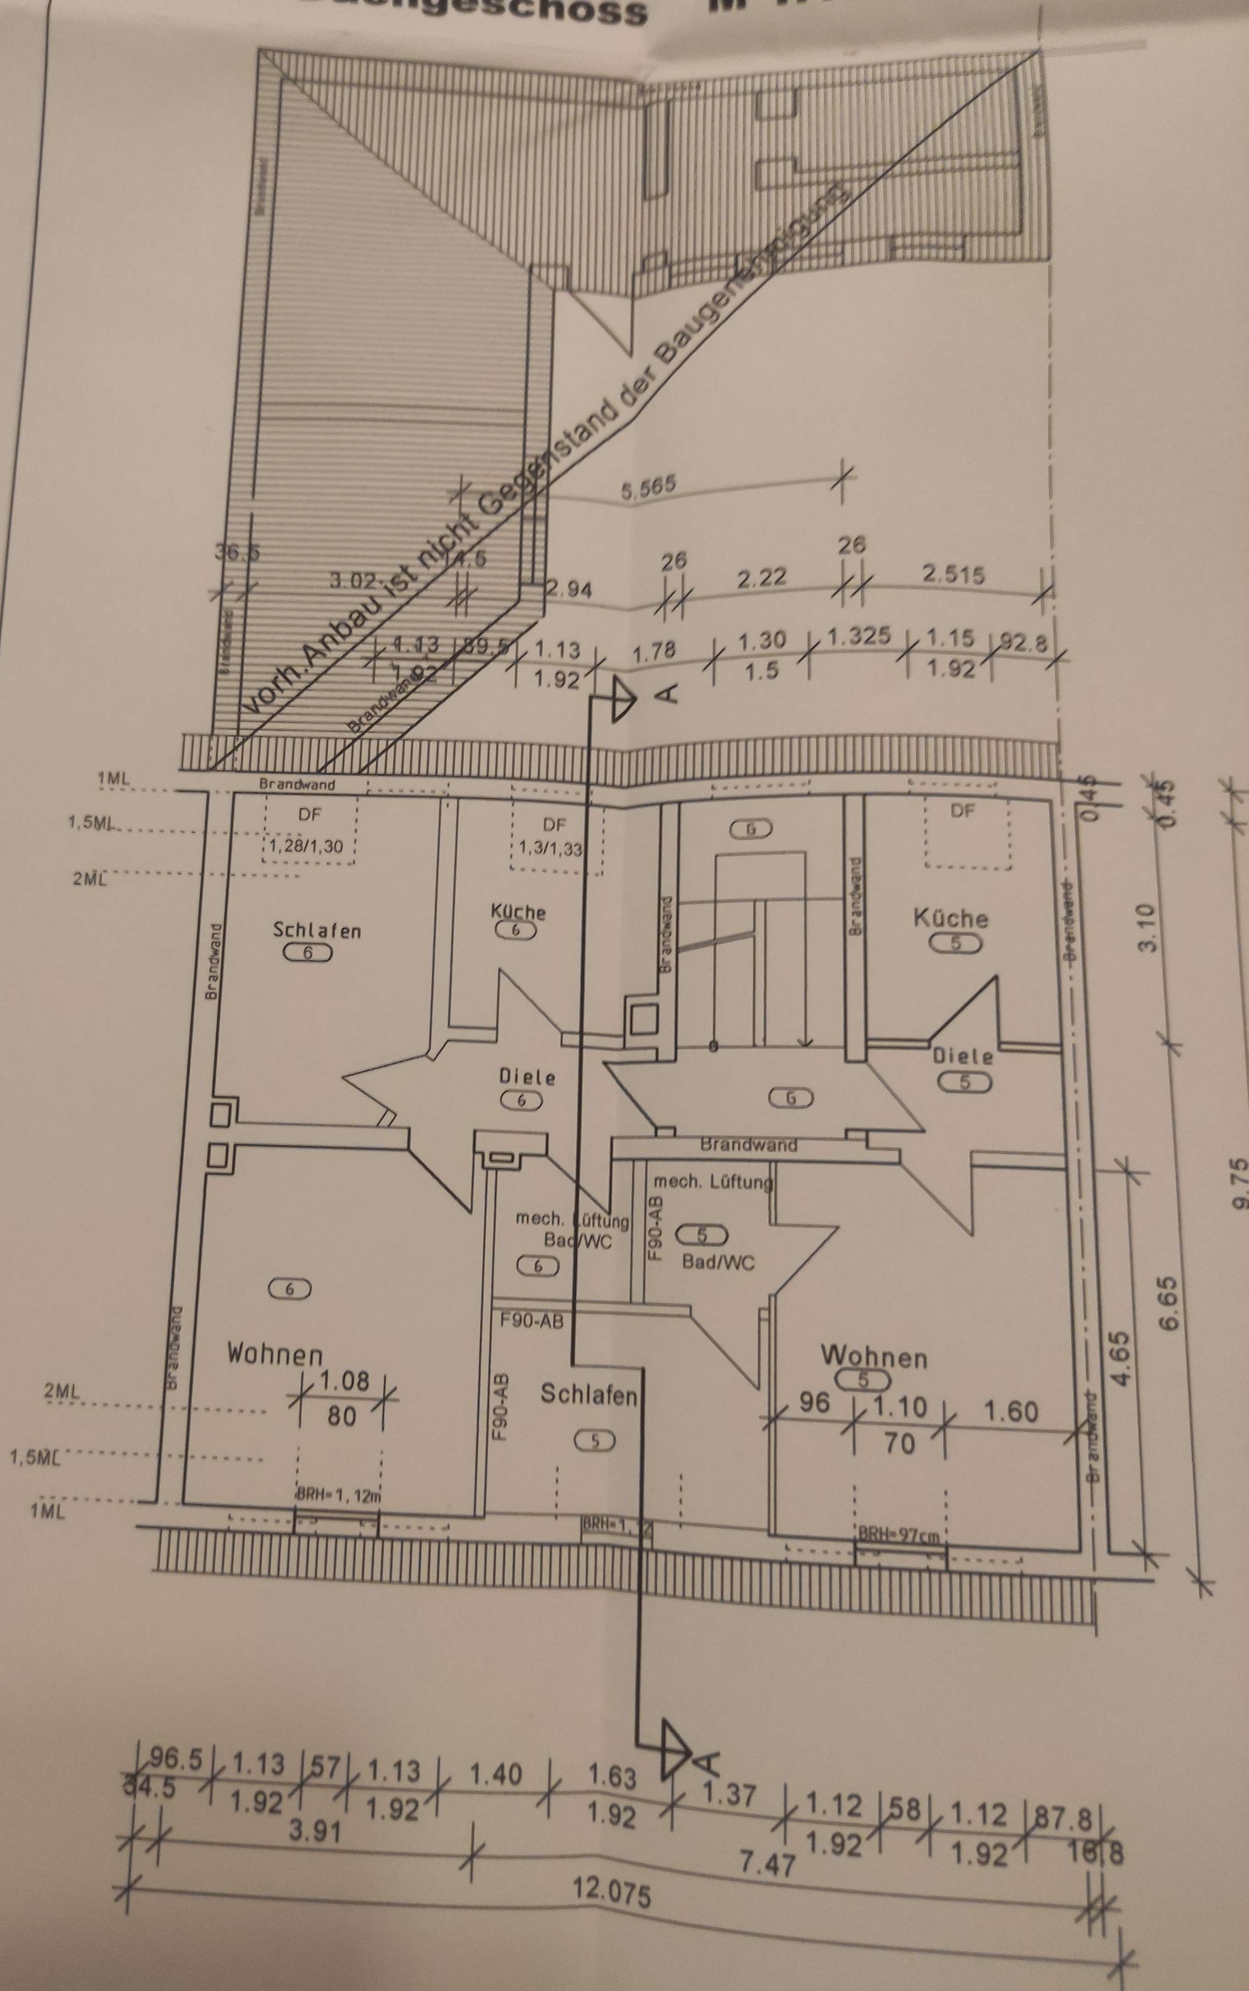 Dachgeschoss M
Brandwand
Brandwand
vorh. Anbau ist nicht Gegenstand der Baugenehmigung
5.565
36.5
3.02
2.94
26
2.22
26
2.515
Brandwand
1.13
39.5
1.13
1.92
1.78
1.30
1.5
1.325
1.15
1.92
92.8
Brandwand
A
1ML
Brandwand
1,5ML
2ML
DF
1,28/1,30
DF
1,3/1,33
G
DF
0.45
0.45
Schlafen
6
Küche
6
Küche
5
3.10
Brandwand
Brandwand
Brandwand
Brandwand
Diele
6
G
Diele
5
Brandwand
mech. Lüftung
F90-AB
5
Bad/WC
mech. Lüftung
Bad/WC
6
F90-AB
9.75
6.65
4.65
6
Wohnen
1.08
80
Brandwand
F90-AB
Schlafen
5
Wohnen
5
96
1.10
70
1.60
Brandwand
2ML
1,5ML
1ML
BRH=1,12m
BRH=1,
BRH=97cm
A
96.5
1.13
1.92
57
1.13
1.92
1.40
1.63
1.92
1.37
1.12
1.92
58
1.12
1.92
87.8
34.5
3.91
7.47
16.8
12.075